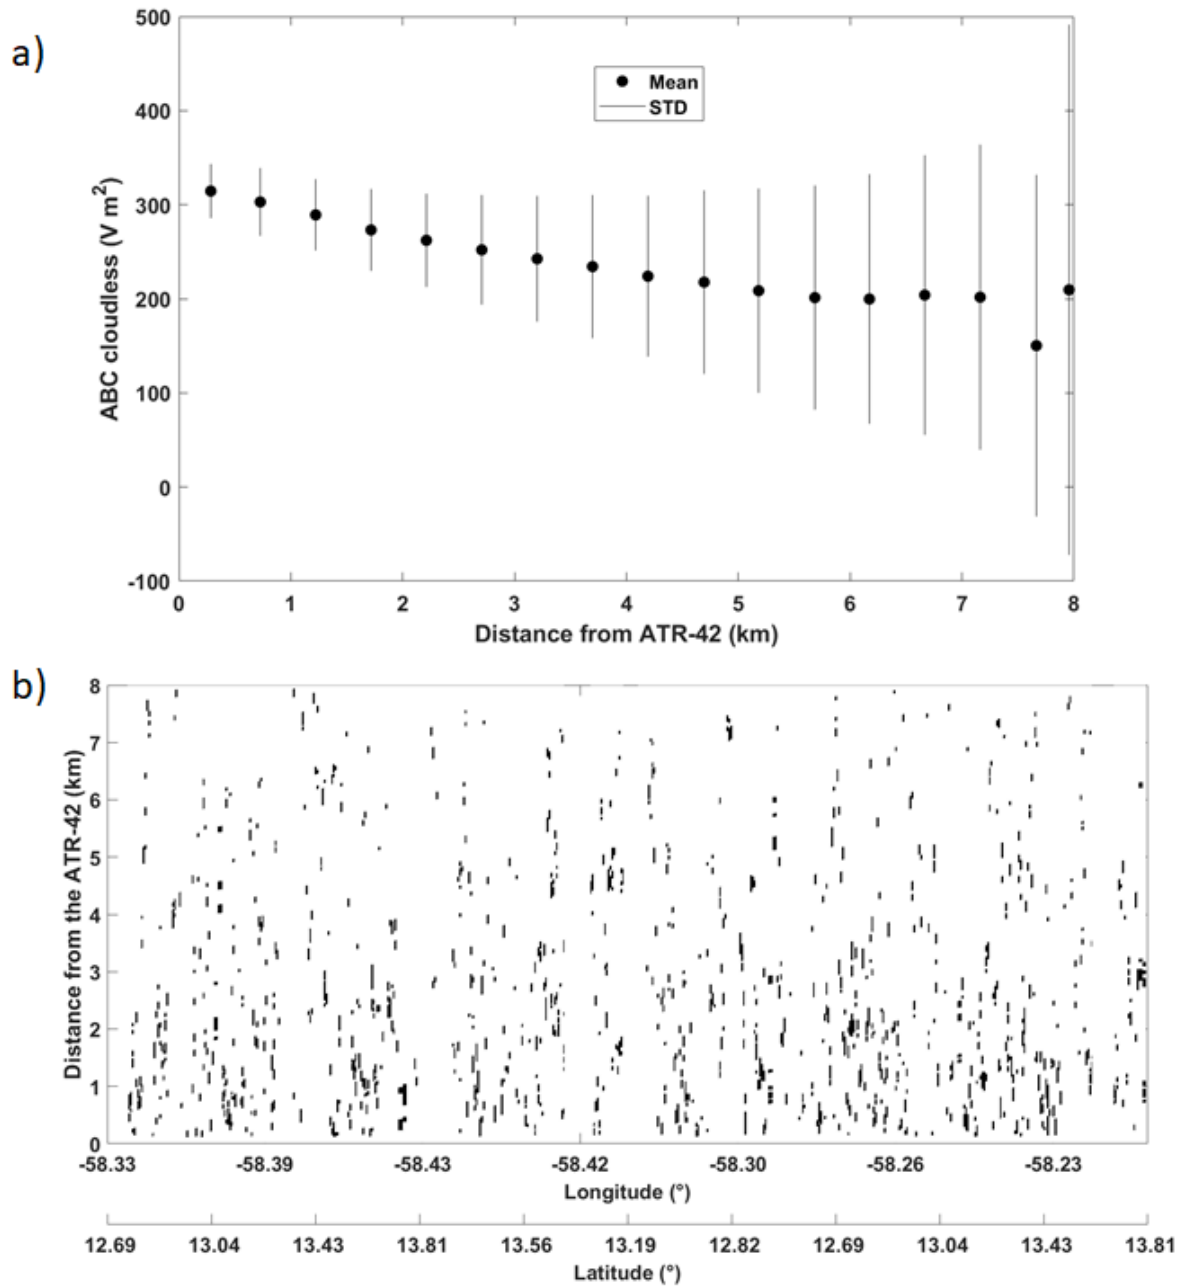 a)
500
400
300
200
100
0
-100
ABC cloudless (V m²)
Mean
STD
0 1 2 3 4 5 6 7 8
Distance from ATR-42 (km)
b)
8
7
6
5
4
3
2
1
0
Distance from the ATR-42 (km)
-58.33 -58.39 -58.43 -58.42 -58.30 -58.26 -58.23
Longitude (°)
12.69 13.04 13.43 13.81 13.56 13.19 12.82 12.69 13.04 13.43 13.81
Latitude (°)